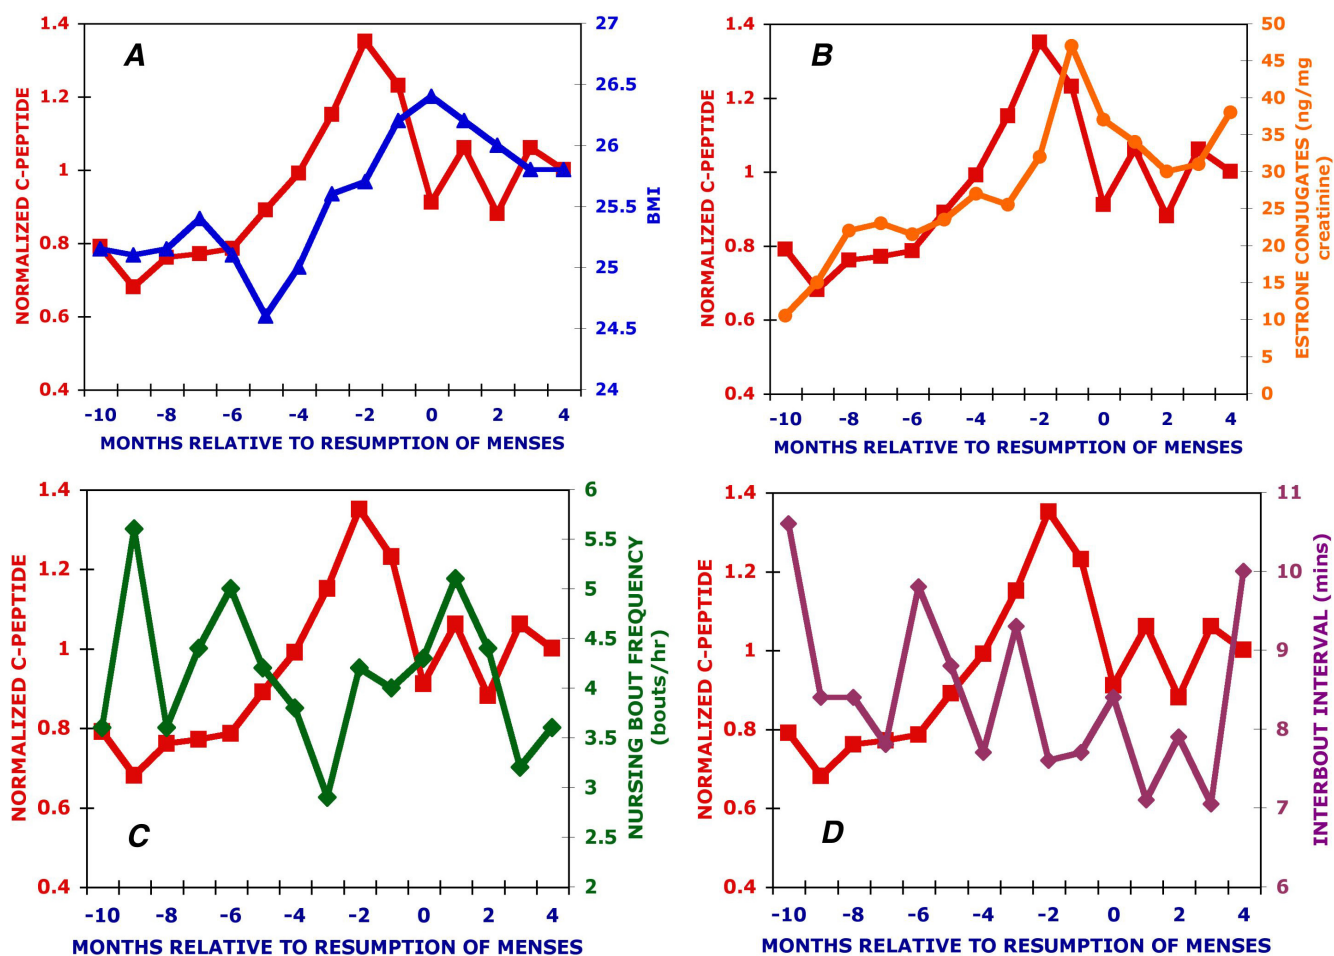 A
NORMALIZED C-PEPTIDE
1.4
1.2
1
0.8
0.6
0.4
27
26.5
26
25.5
25
24.5
24
BMI
-10 -8 -6 -4 -2 0 2 4
MONTHS RELATIVE TO RESUMPTION OF MENSES
B
NORMALIZED C-PEPTIDE
1.4
1.2
1
0.8
0.6
0.4
50
45
40
35
30
25
20
15
10
5
0
ESTRONE CONJUGATES (ng/mg
creatinine)
-10 -8 -6 -4 -2 0 2 4
MONTHS RELATIVE TO RESUMPTION OF MENSES
C
NORMALIZED C-PEPTIDE
1.4
1.2
1
0.8
0.6
0.4
6
5.5
5
4.5
4
3.5
3
2.5
2
NURSING BOUT FREQUENCY
(bouts/hr)
-10 -8 -6 -4 -2 0 2 4
MONTHS RELATIVE TO RESUMPTION OF MENSES
D
NORMALIZED C-PEPTIDE
1.4
1.2
1
0.8
0.6
0.4
11
10
9
8
7
6
INTERBOUT INTERVAL (mins)
-10 -8 -6 -4 -2 0 2 4
MONTHS RELATIVE TO RESUMPTION OF MENSES